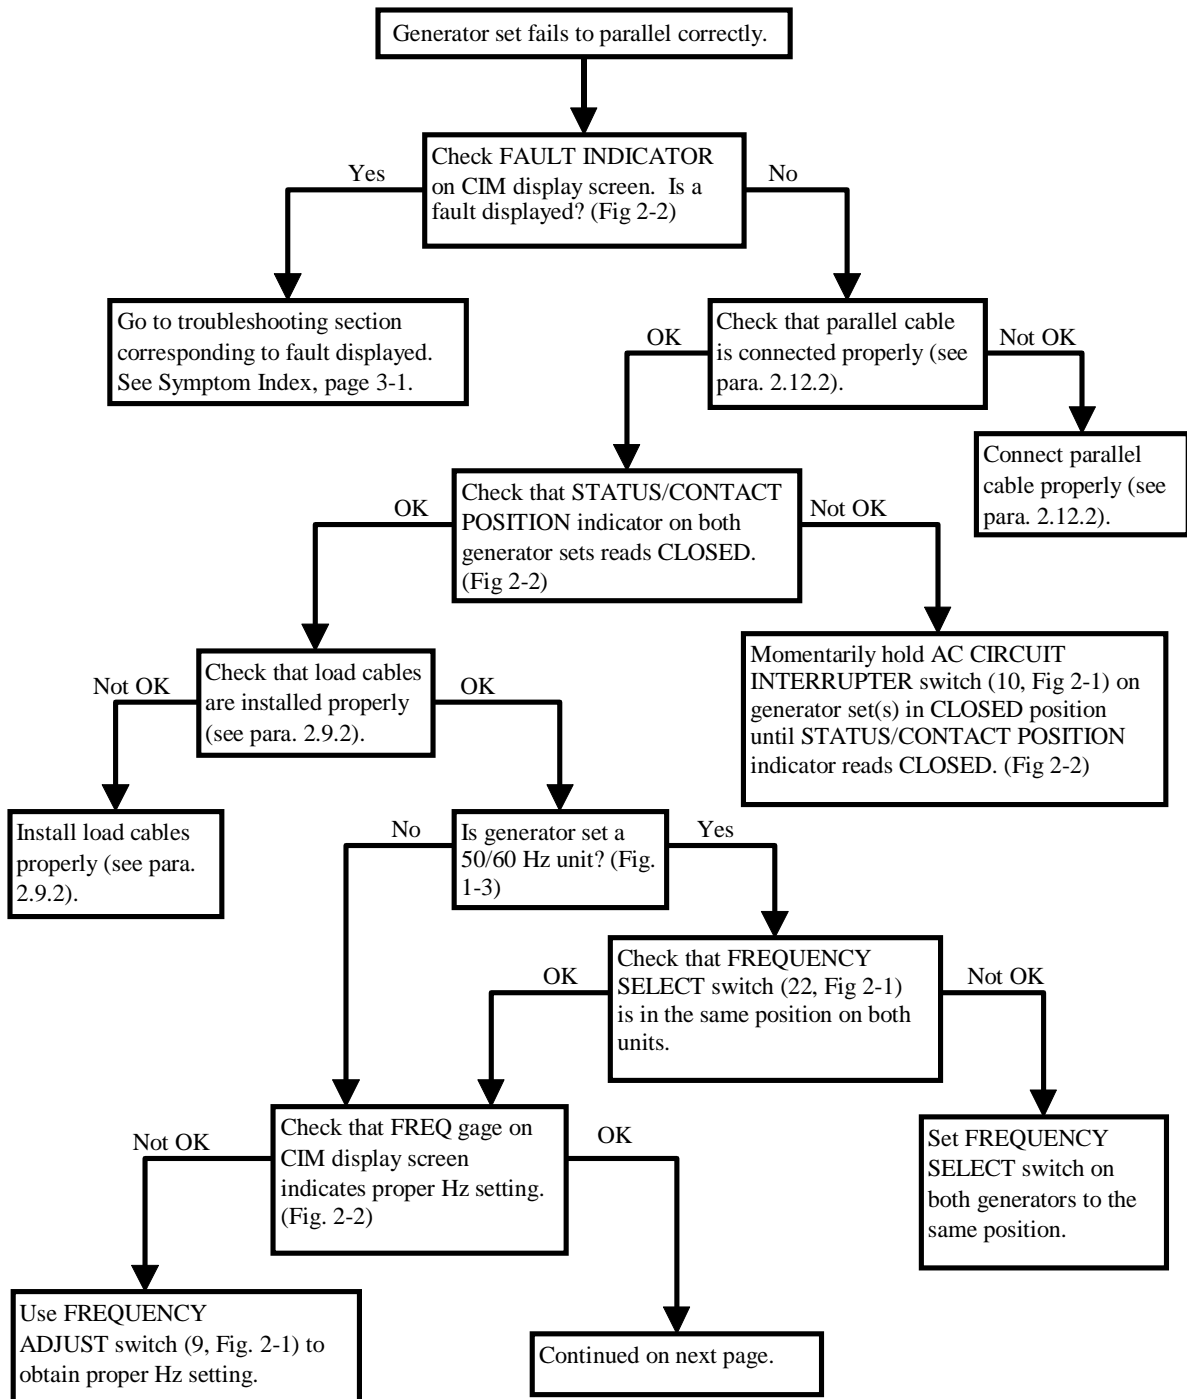 Generator set fails to parallel correctly.
Check FAULT INDICATOR
on CIM display screen.  Is a
fault displayed? (Fig 2-2)
Yes
No
Go to troubleshooting section
corresponding to fault displayed.
See Symptom Index, page 3-1.
Check that parallel cable
is connected properly (see
para. 2.12.2).
OK
Not OK
Connect parallel
cable properly (see
para. 2.12.2).
Check that STATUS/CONTACT
POSITION indicator on both
generator sets reads CLOSED.
(Fig 2-2)
OK
Not OK
Momentarily hold AC CIRCUIT
INTERRUPTER switch (10, Fig 2-1) on
generator set(s) in CLOSED position
until STATUS/CONTACT POSITION
indicator reads CLOSED. (Fig 2-2)
Check that load cables
are installed properly
(see para. 2.9.2).
Not OK
OK
Install load cables
properly (see para.
2.9.2).
Is generator set a
50/60 Hz unit? (Fig.
1-3)
No
Yes
Check that FREQUENCY
SELECT switch (22, Fig 2-1)
is in the same position on both
units.
OK
Not OK
Set FREQUENCY
SELECT switch on
both generators to the
same position.
Check that FREQ gage on
CIM display screen
indicates proper Hz setting.
(Fig. 2-2)
Not OK
OK
Use FREQUENCY
ADJUST switch (9, Fig. 2-1) to
obtain proper Hz setting.
Continued on next page.